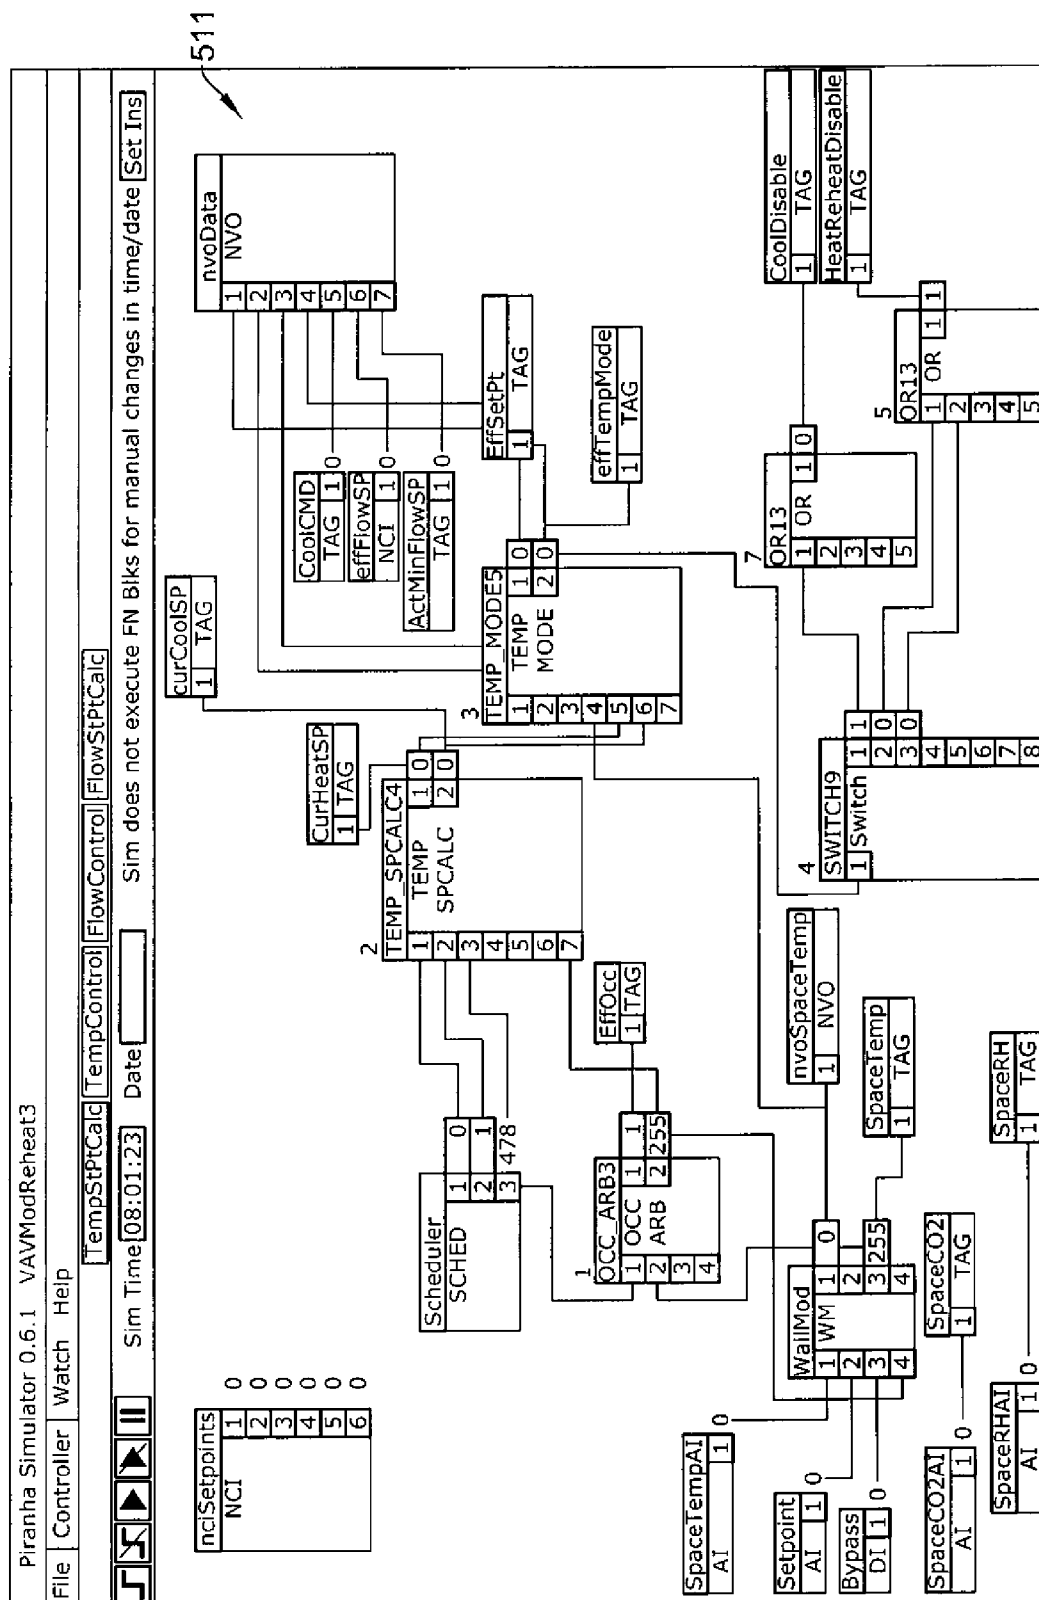 Piranha Simulator 0.6.1 VAVModReheat3
File Controller Watch Help
TempStPtCalc TempControl FlowControl FlowStPtCalc
Sim Time 08:01:23 Date Sim does not execute FN Blks for manual changes in time/date Set Ins
511
nciSetpoints
NCI
1 0
2 0
3 0
4 0
5 0
6 0
Scheduler
SCHED
1 0
2 1
3 478
2
TEMP_SPCALC4
TEMP
SPCALC
1
2
3
4
5
6
7
1 0
2 0
CurHeatSP
1 TAG
curCoolSP
1 TAG
nvoData
NVO
1
2
3
4
5
6
7
CoolCMD
TAG 1 0
effFlowSP
NCI 1 0
ActMinFlowSP
TAG 1 0
3
TEMP_MODE5
TEMP
MODE
1
2
3
4
5
6
7
1 0
2 0
EffSetPt
1 TAG
effTempMode
1 TAG
1
OCC_ARB3
OCC
ARB
1
2
3
4
1 1
2 255
EffOcc
1 TAG
SpaceTempAI
AI 1 0
Setpoint
AI 1 0
Bypass
DI 1 0
WallMod
WM
1
2
3
4
1 0
2
3 255
4
nvoSpaceTemp
1 NVO
SpaceTemp
1 TAG
4
SWITCH9
Switch
1
1 1
2 0
3 0
4
5
6
7
8
7
OR13
OR
1
2
3
4
5
1 0
CoolDisable
1 TAG
HeatReheatDisable
1 TAG
5
OR13
OR
1
2
3
4
5
1 1
1
SpaceCO2AI
AI 1 0
SpaceCO2
1 TAG
SpaceRHAI
AI 1 0
SpaceRH
1 TAG